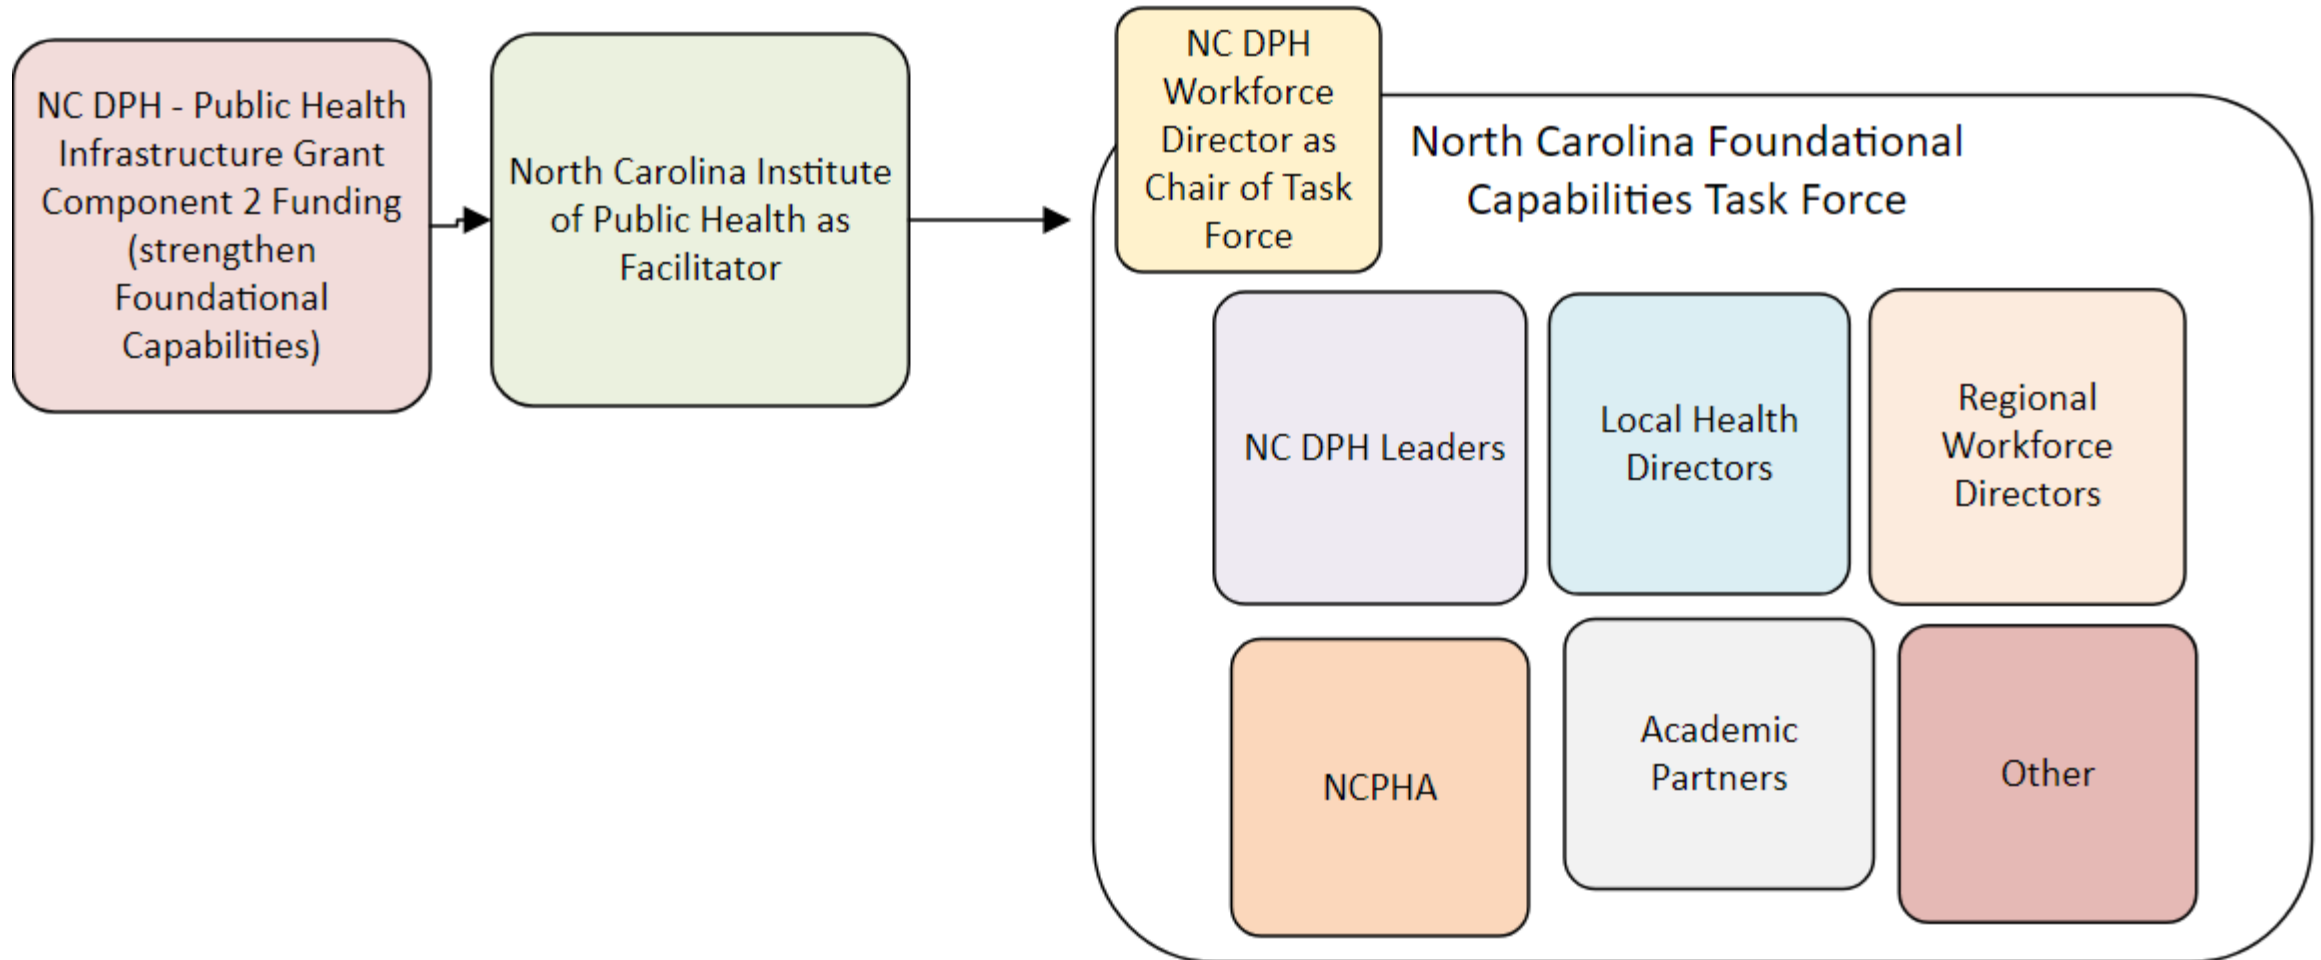 NC DPH - Public Health
Infrastructure Grant
Component 2 Funding
(strengthen
Foundational
Capabilities)
North Carolina Institute
of Public Health as
Facilitator
NC DPH
Workforce
Director as
Chair of Task
Force
North Carolina Foundational
Capabilities Task Force
NC DPH Leaders
Local Health
Directors
Regional
Workforce
Directors
NCPHA
Academic
Partners
Other